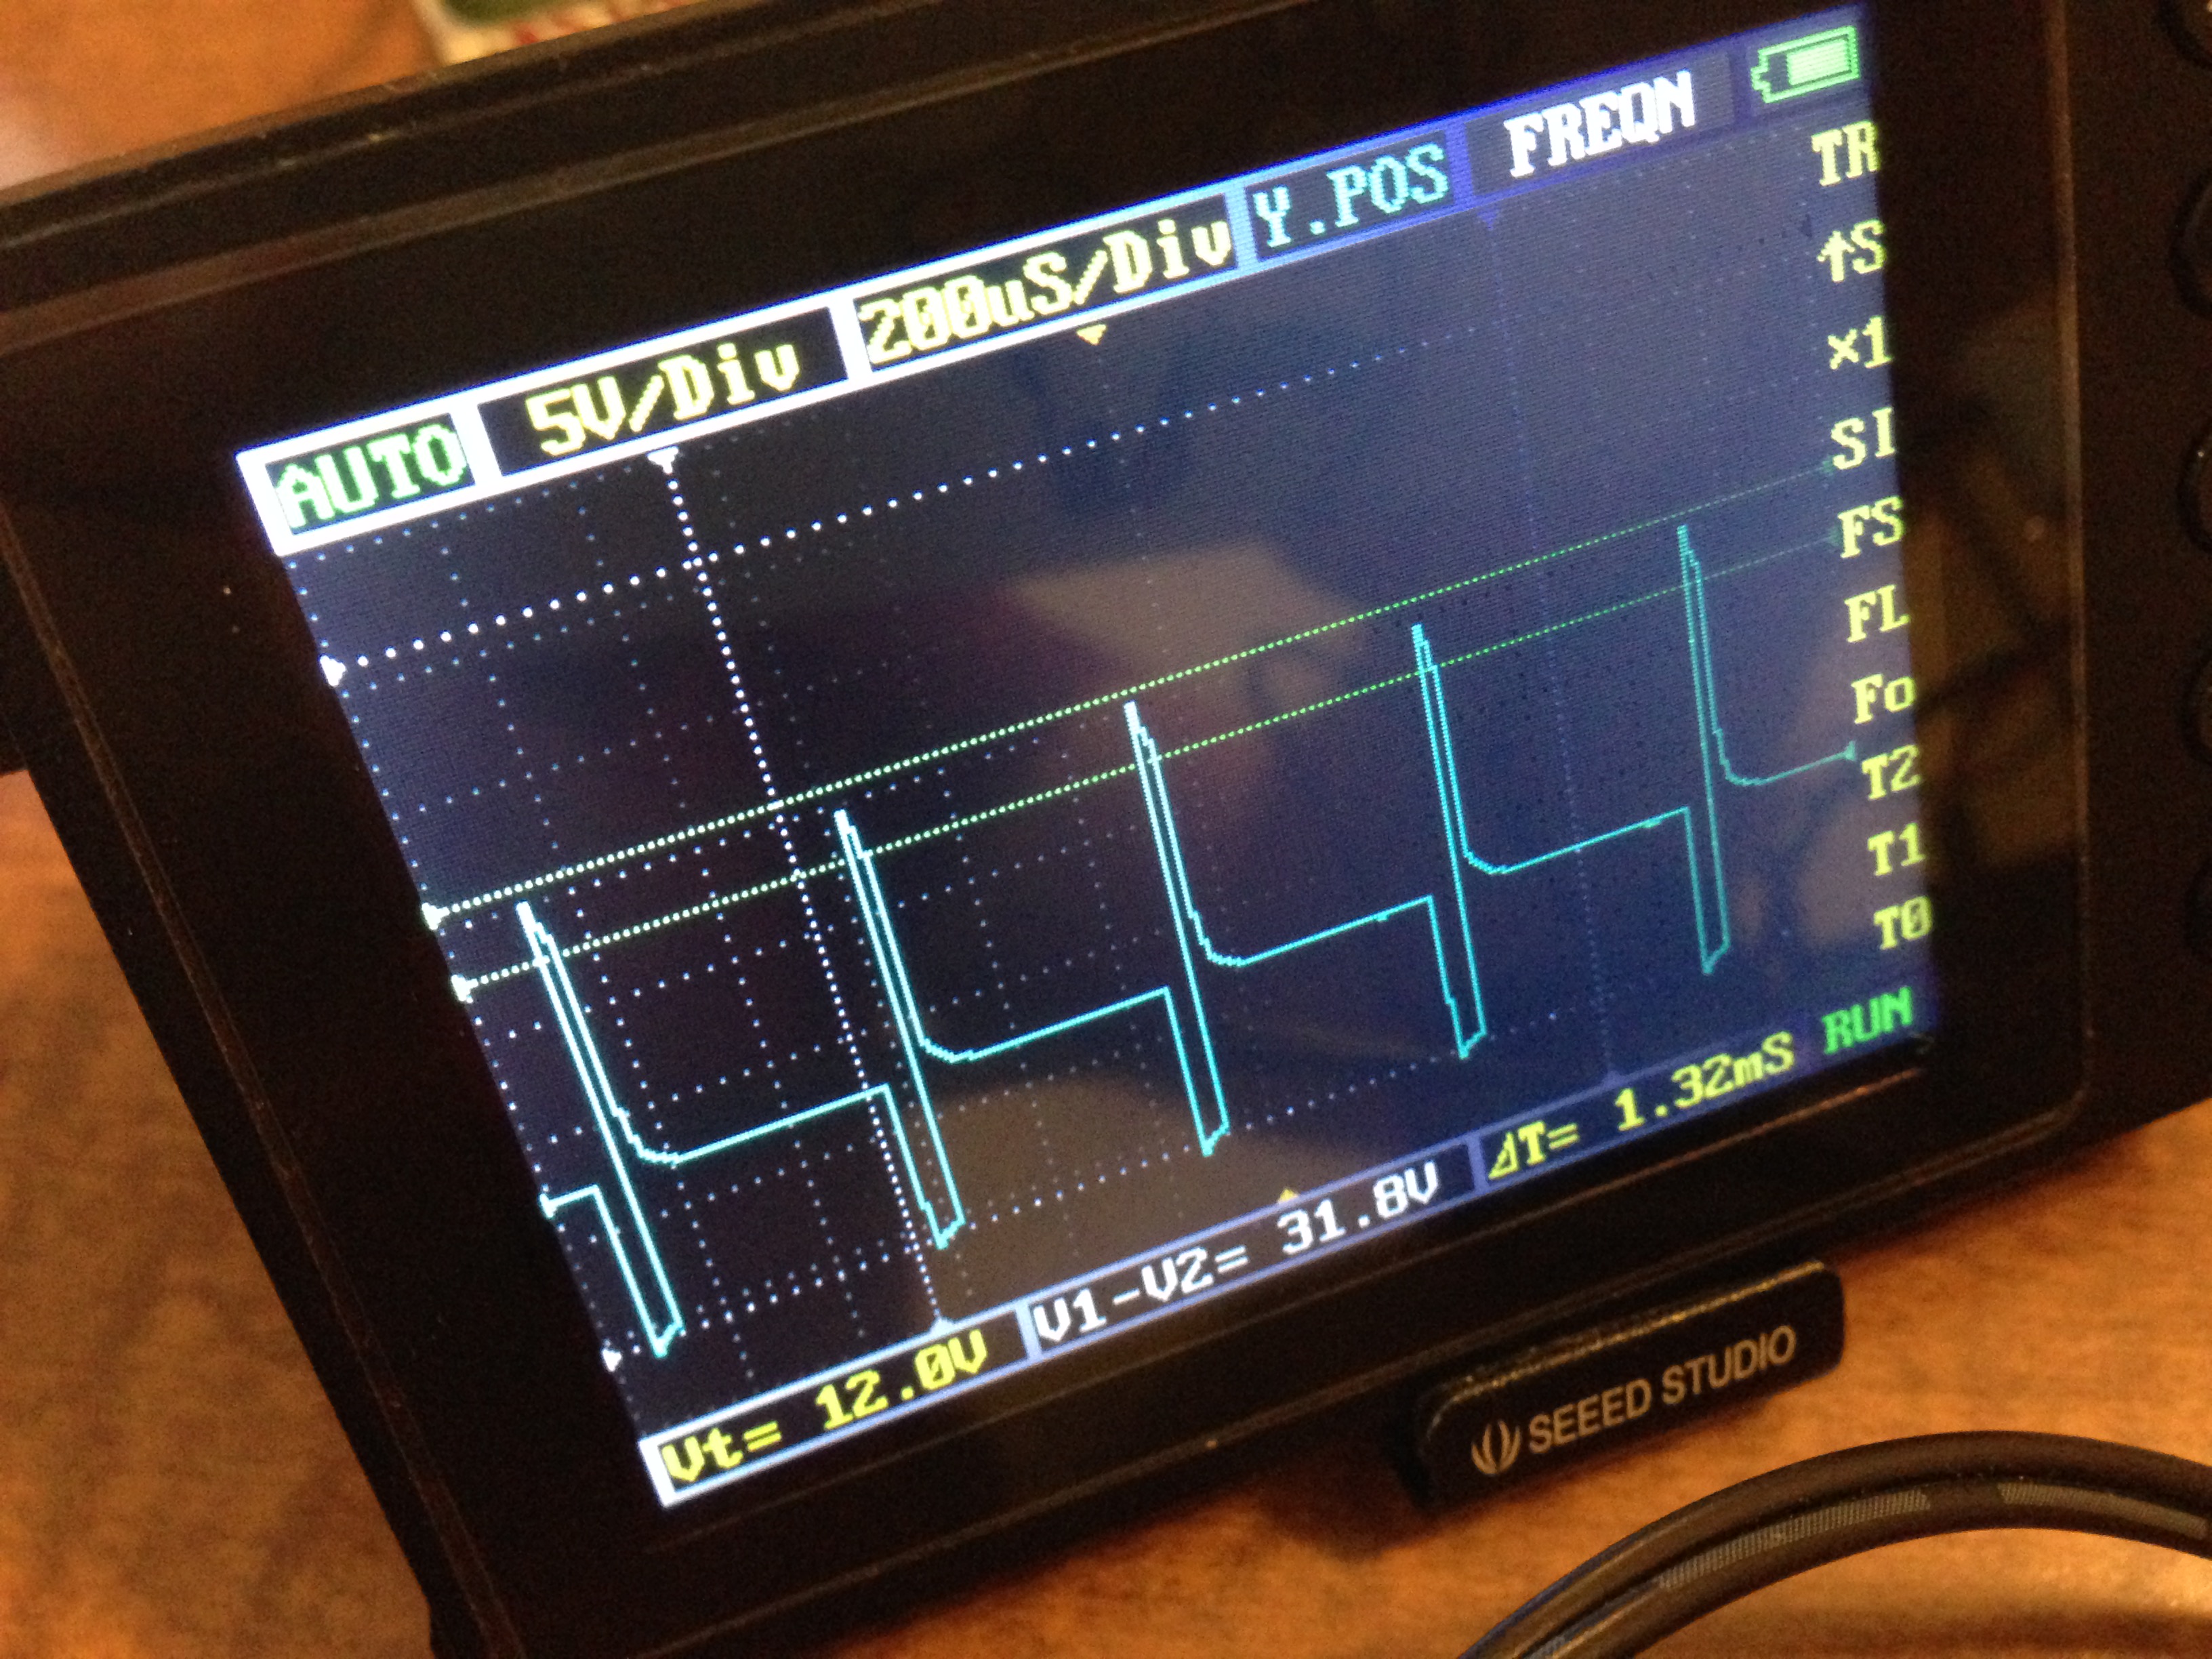 AUTO 5V/Div 200uS/Div Y.POS FREQN
TR
↑S
×1
SI
FS
FL
Fo
T2
T1
T0
RUN
Vt= 12.0V V1-V2= 31.8V ⊿T= 1.32mS
SEEED STUDIO